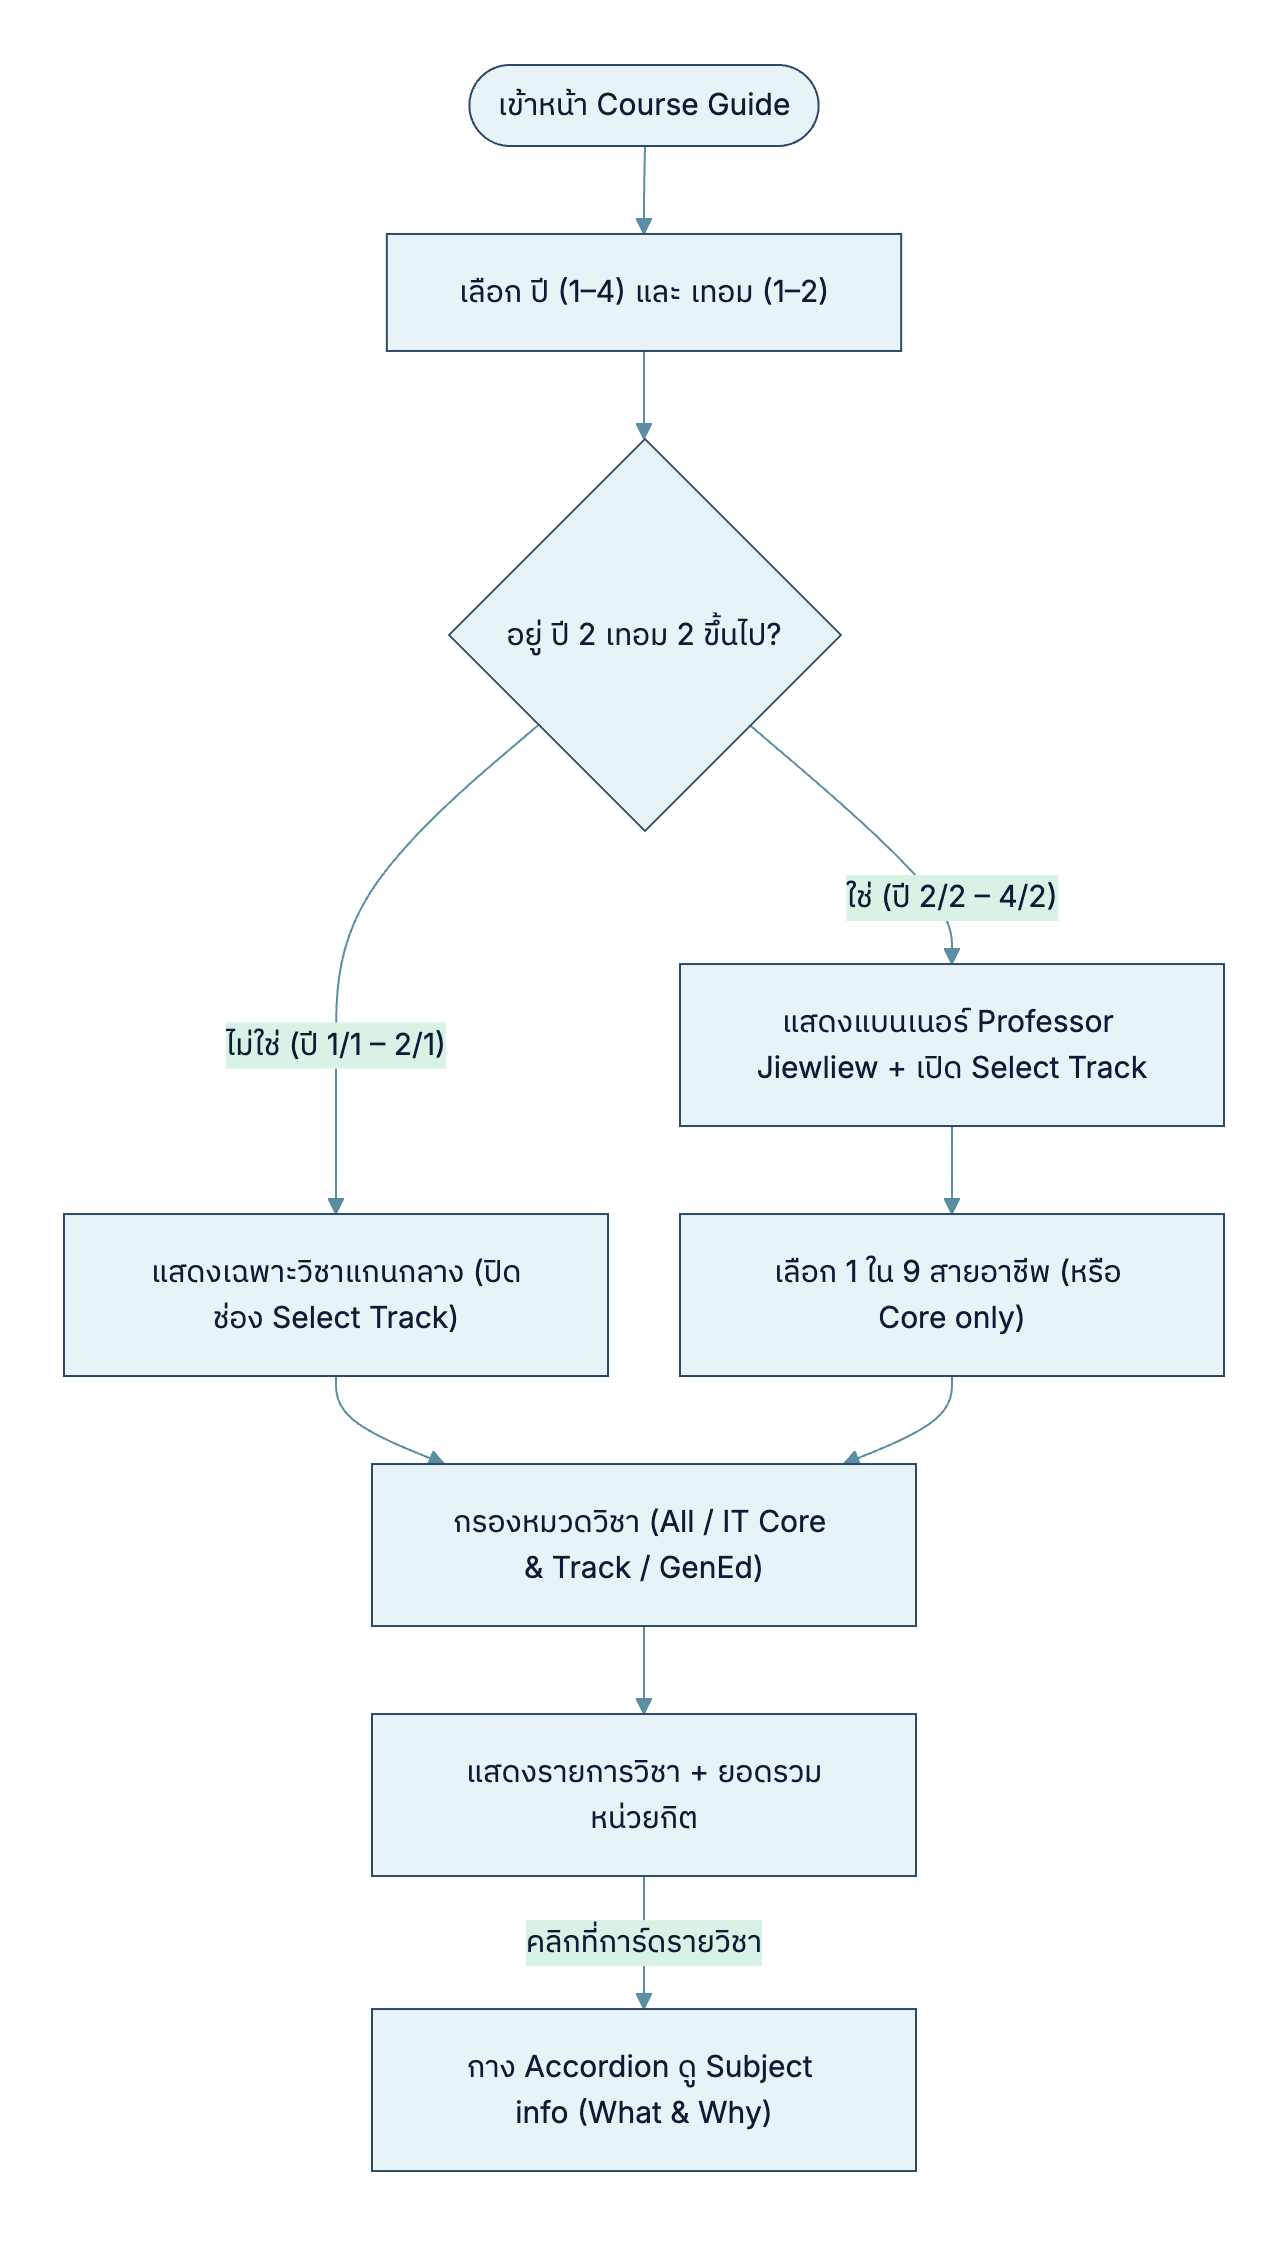 เข้าหน้า Course Guide
เลือก ปี (1–4) และ เทอม (1–2)
อยู่ ปี 2 เทอม 2 ขึ้นไป?
ใช่ (ปี 2/2 – 4/2)
แสดงแบนเนอร์ Professor
Jiewliew + เปิด Select Track
ไม่ใช่ (ปี 1/1 – 2/1)
แสดงเฉพาะวิชาแกนกลาง (ปิด
ช่อง Select Track)
เลือก 1 ใน 9 สายอาชีพ (หรือ
Core only)
กรองหมวดวิชา (All / IT Core
& Track / GenEd)
แสดงรายการวิชา + ยอดรวม
หน่วยกิต
คลิกที่การ์ดรายวิชา
กาง Accordion ดู Subject
info (What & Why)